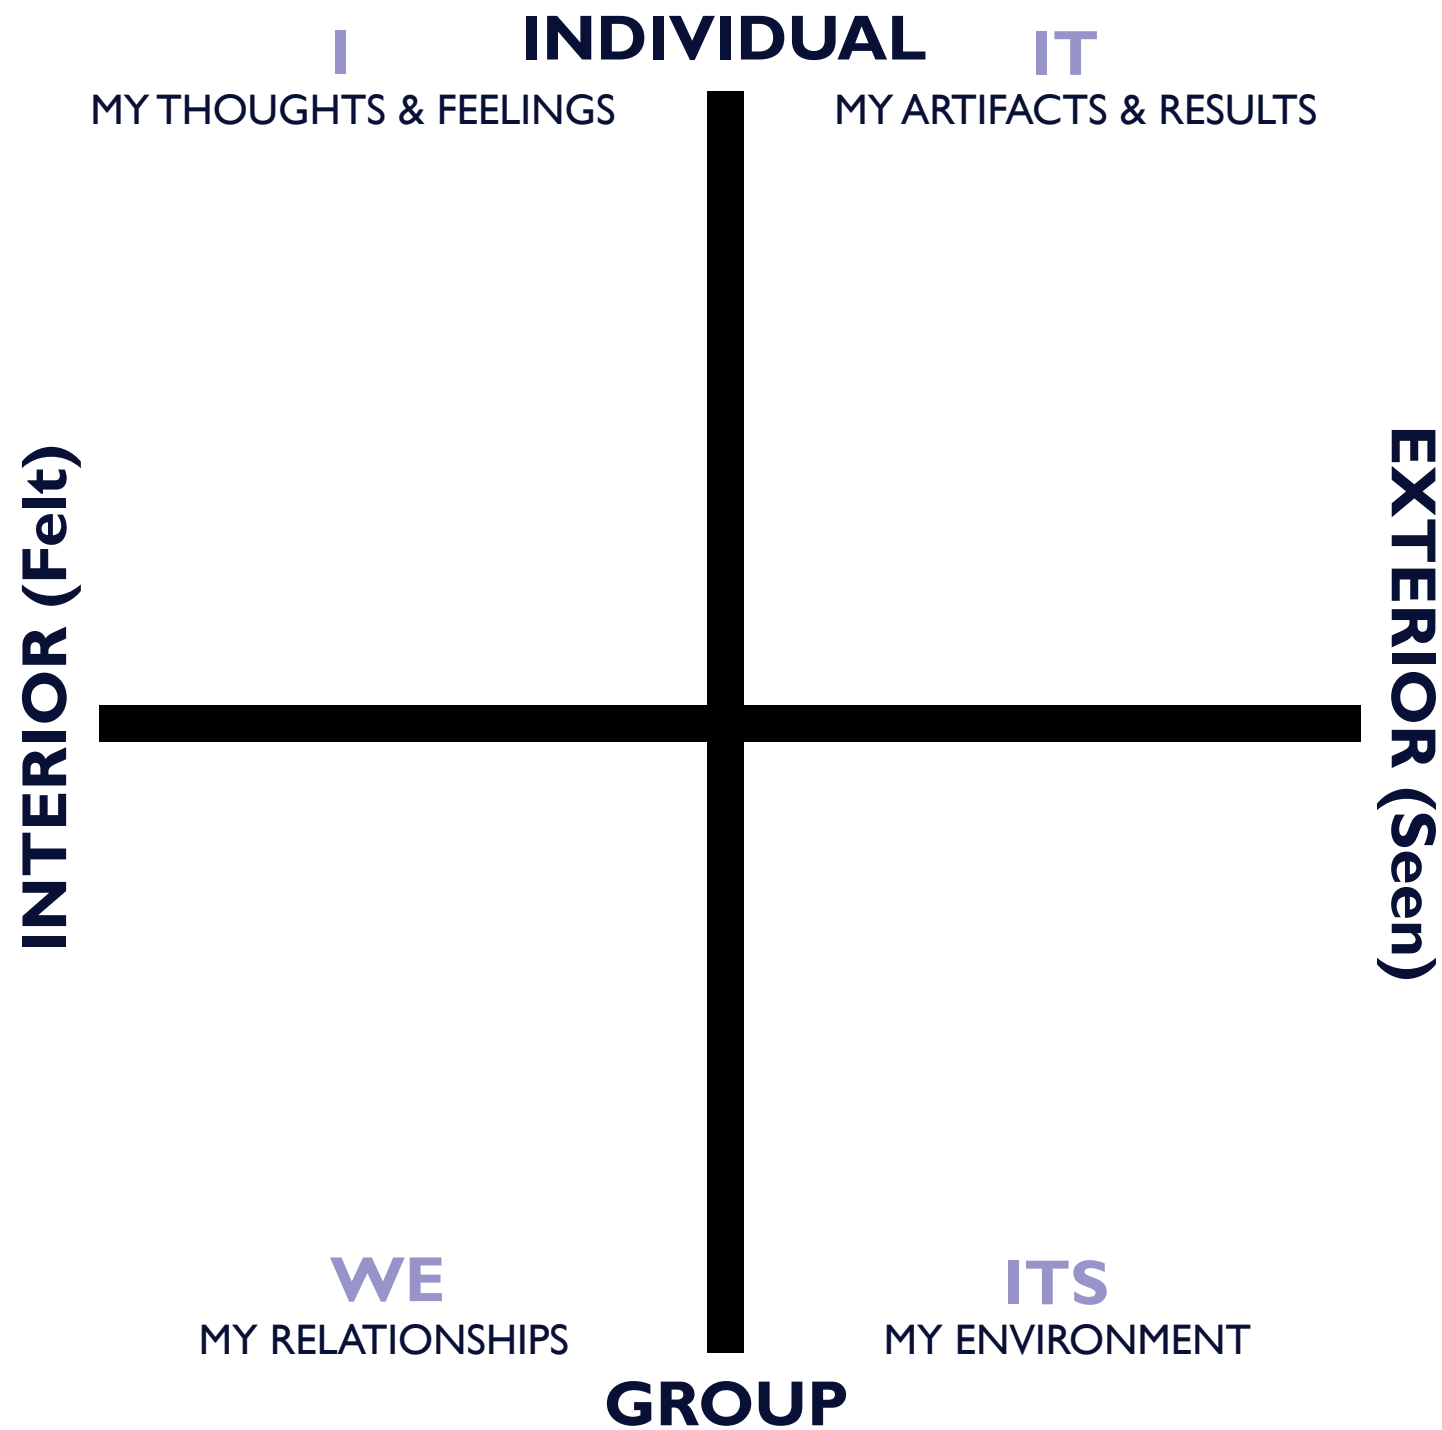 INDIVIDUAL
I
MY THOUGHTS & FEELINGS
IT
MY ARTIFACTS & RESULTS
INTERIOR (Felt)
EXTERIOR (Seen)
WE
MY RELATIONSHIPS
ITS
MY ENVIRONMENT
GROUP